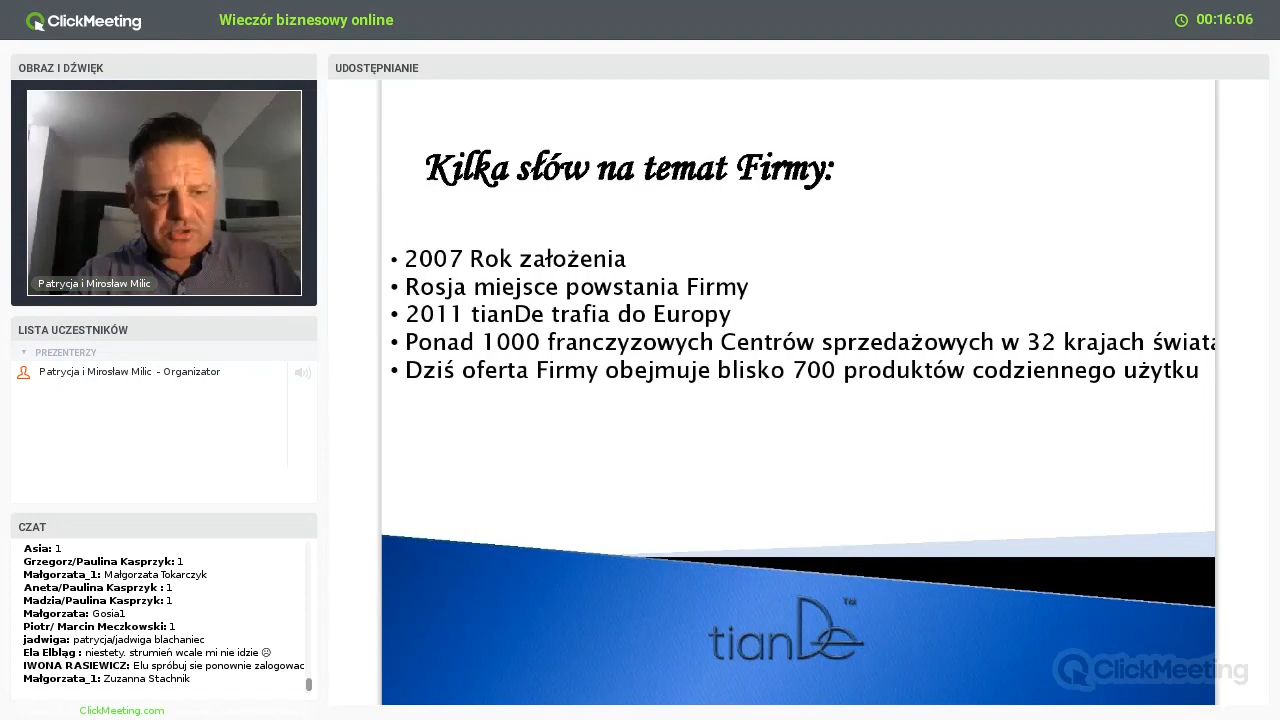 ClickMeeting
Wieczór biznesowy online
00:16:06
OBRAZ I DŹWIĘK
Patrycja i Mirosław Milic
LISTA UCZESTNIKÓW
PREZENTERZY
Patrycja i Mirosław Milic - Organizator
CZAT
Asia: 1
Grzegorz/Paulina Kasprzyk: 1
Małgorzata_1: Małgorzata Tokarczyk
Aneta/Paulina Kasprzyk : 1
Madzia/Paulina Kasprzyk: 1
Małgorzata: Gosia1
Piotr/ Marcin Meczkowski: 1
jadwiga: patrycja/jadwiga blachaniec
Ela Elbląg : niestety. strumień wcale mi nie idzie ☹
IWONA RASIEWICZ: Elu spróbuj sie ponownie zalogowac
Małgorzata_1: Zuzanna Stachnik
ClickMeeting.com
UDOSTĘPNIANIE
Kilka słów na temat Firmy:
• 2007 Rok założenia
• Rosja miejsce powstania Firmy
• 2011 tianDe trafia do Europy
• Ponad 1000 franczyzowych Centrów sprzedażowych w 32 krajach świata
• Dziś oferta Firmy obejmuje blisko 700 produktów codziennego użytku
tianDe™
ClickMeeting